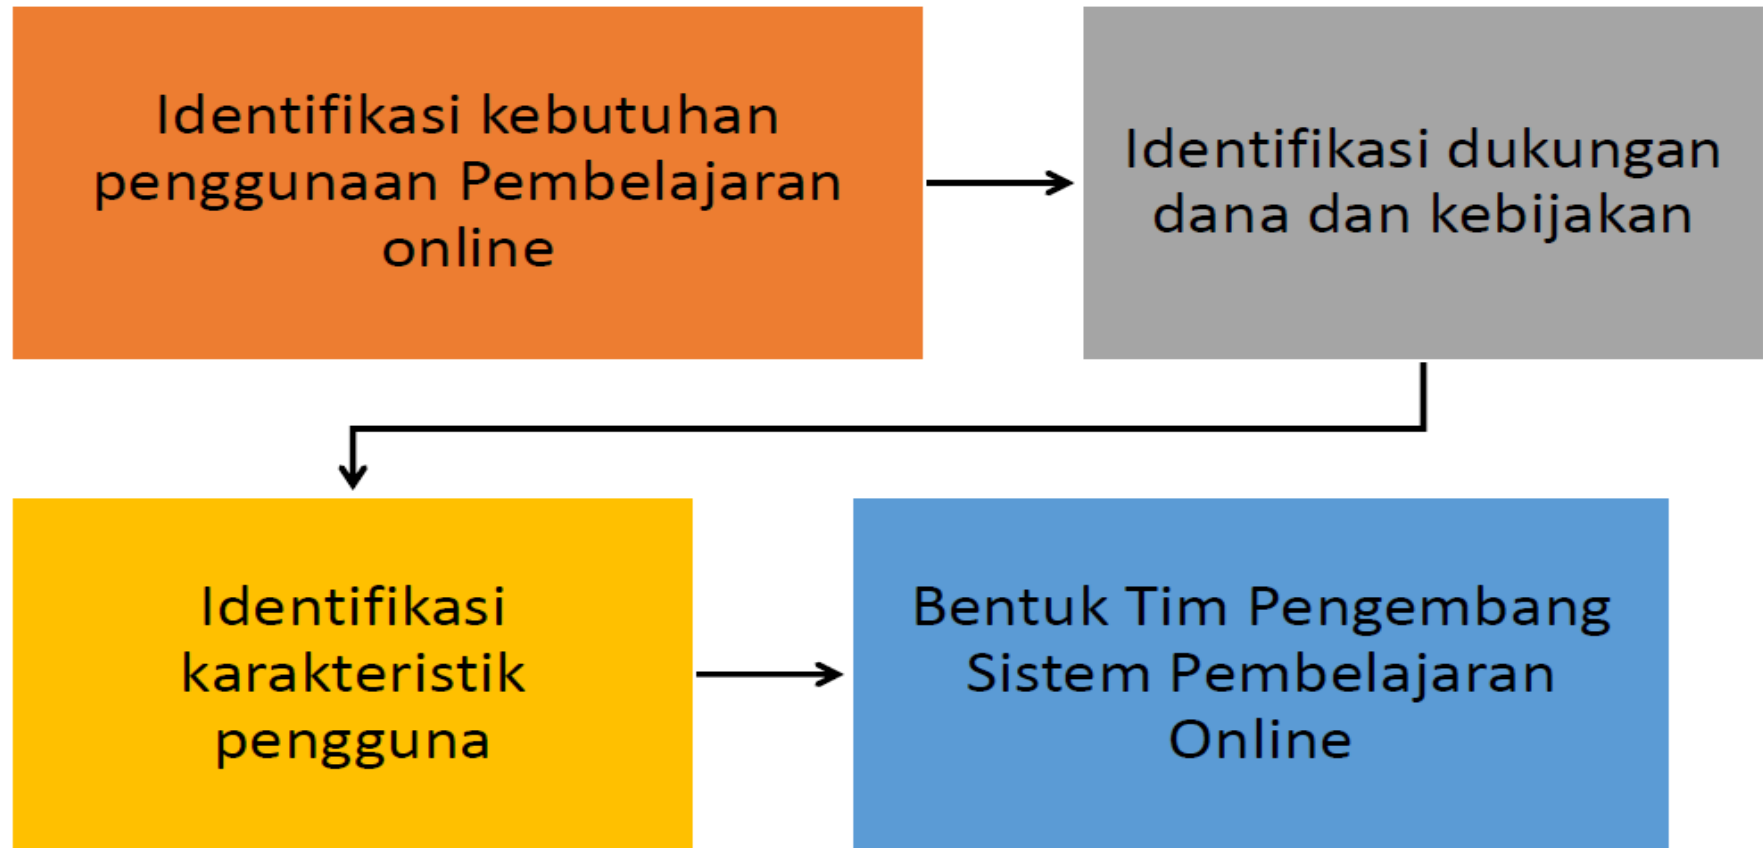 Identifikasi kebutuhan
penggunaan Pembelajaran
online
Identifikasi dukungan
dana dan kebijakan
Identifikasi
karakteristik
pengguna
Bentuk Tim Pengembang
Sistem Pembelajaran
Online